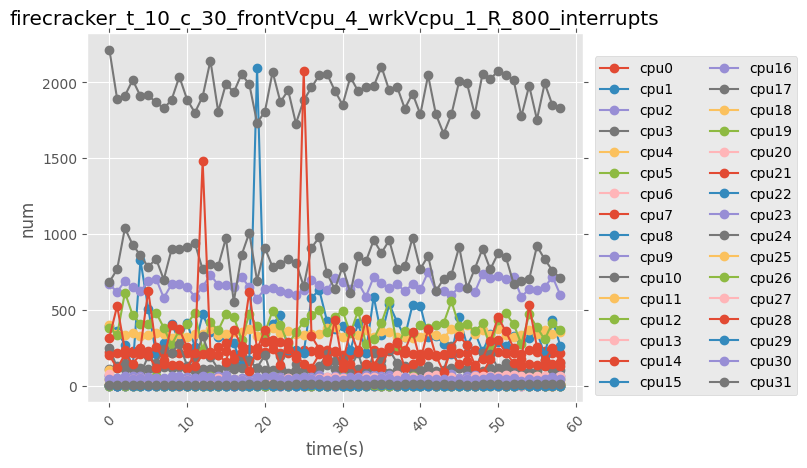 firecracker_t_10_c_30_frontVcpu_4_wrkVcpu_1_R_800_interrupts
2000
1500
1000
500
0
num
0
10
20
30
40
50
60
time(s)
cpu0
cpu1
cpu2
cpu3
cpu4
cpu5
cpu6
cpu7
cpu8
cpu9
cpu10
cpu11
cpu12
cpu13
cpu14
cpu15
cpu16
cpu17
cpu18
cpu19
cpu20
cpu21
cpu22
cpu23
cpu24
cpu25
cpu26
cpu27
cpu28
cpu29
cpu30
cpu31